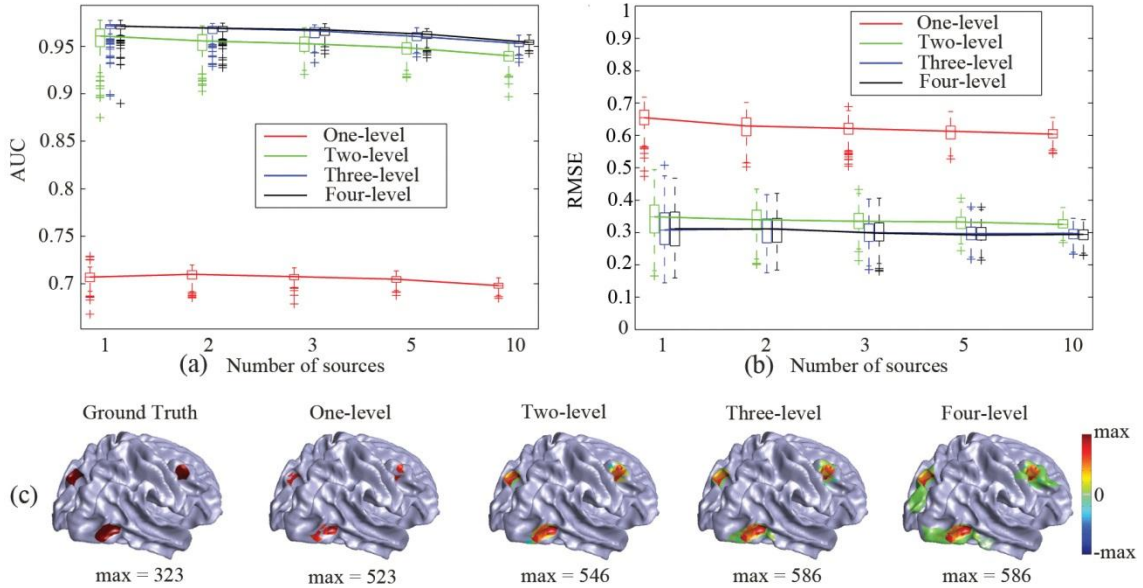 0.95
0.9
0.85
0.8
0.75
0.7
AUC
One-level
Two-level
Three-level
Four-level
1 2 3 5 10
(a) Number of sources
1
0.9
0.8
0.7
0.6
0.5
0.4
0.3
0.2
0.1
0
RMSE
One-level
Two-level
Three-level
Four-level
1 2 3 5 10
(b) Number of sources
(c)
Ground Truth One-level Two-level Three-level Four-level
max
0
-max
max = 323 max = 523 max = 546 max = 586 max = 586